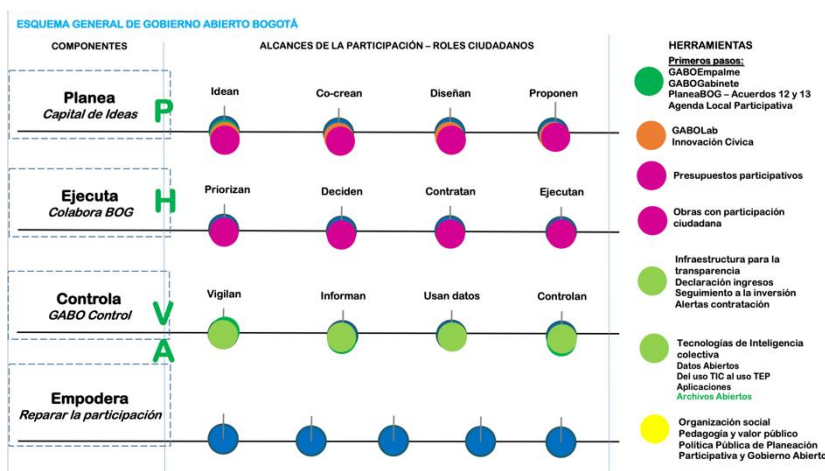 ESQUEMA GENERAL DE GOBIERNO ABIERTO BOGOTÁ
COMPONENTES
ALCANCES DE LA PARTICIPACIÓN – ROLES CIUDADANOS
HERRAMIENTAS
Planea
Capital de Ideas
P
Idean
Co-crean
Diseñan
Proponen
Ejecuta
Colabora BOG
H
Priorizan
Deciden
Contratan
Ejecutan
Controla
GABO Control
V
A
Vigilan
Informan
Usan datos
Controlan
Empodera
Reparar la participación
Primeros pasos:
GABOEmpalme
GABOGabinete
PlaneaBOG – Acuerdos 12 y 13
Agenda Local Participativa
GABOLab
Innovación Cívica
Presupuestos participativos
Obras con participación
ciudadana
Infraestructura para la
transparencia
Declaración ingresos
Seguimiento a la inversión
Alertas contratación
Tecnologías de Inteligencia
colectiva
Datos Abiertos
Del uso TIC al uso TEP
Aplicaciones
Archivos Abiertos
Organización social
Pedagogía y valor público
Política Pública de Planeación
Participativa y Gobierno Abierto